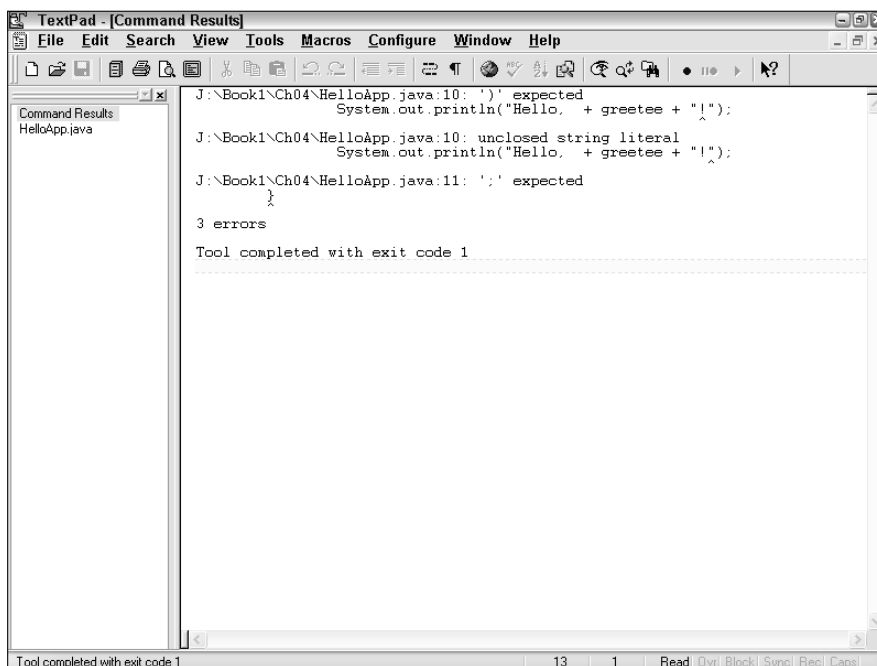 TextPad - [Command Results]
File Edit Search View Tools Macros Configure Window Help
Command Results
HelloApp.java
J:\Book1\Ch04\HelloApp.java:10: ')' expected
System.out.println("Hello,  + greetee + "!");
^
J:\Book1\Ch04\HelloApp.java:10: unclosed string literal
System.out.println("Hello,  + greetee + "!");
^
J:\Book1\Ch04\HelloApp.java:11: ';' expected
}
^
3 errors
Tool completed with exit code 1
Tool completed with exit code 1 13 1 Read Ovr Block Sync Rec Caps